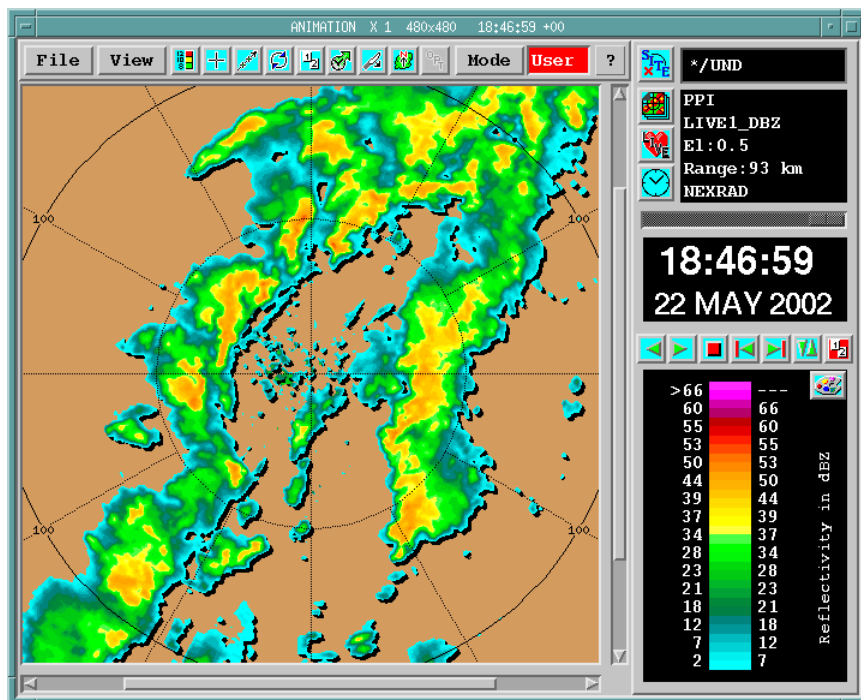 ANIMATION X 1 480x480 18:46:59 +00
File View Mode User ?
SITE
*/UND
PPI
LIVE1_DBZ
El:0.5
Range:93 km
NEXRAD
18:46:59
22 MAY 2002
100 100
100 100
>66 ---
60 66
55 60
53 55
50 53
44 50
39 44
37 39
34 37
28 34
23 28
21 23
18 21
12 18
7 12
2 7
Reflectivity in dBZ